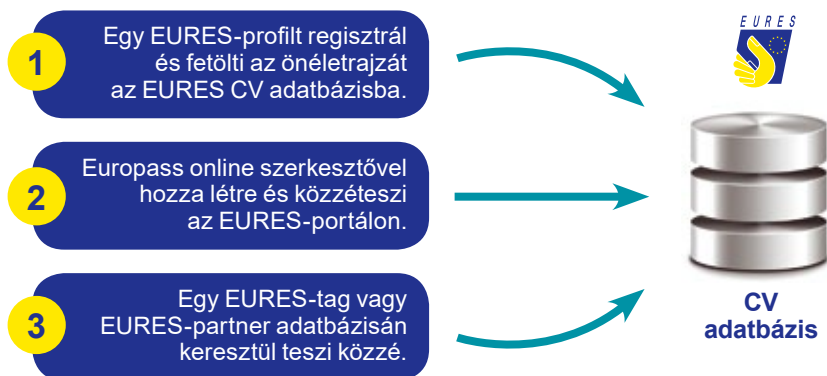 1
Egy EURES-profilt regisztrál
és fetölti az önéletrajzát
az EURES CV adatbázisba.
2
Europass online szerkesztővel
hozza létre és közzéteszi
az EURES-portálon.
3
Egy EURES-tag vagy
EURES-partner adatbázisán
keresztül teszi közzé.
EURES
CV
adatbázis